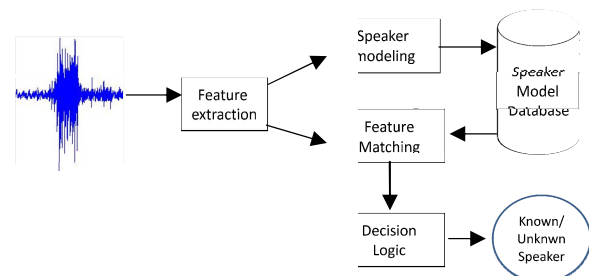 Speaker
modeling
Speaker
Model
Database
Feature
extraction
Feature
Matching
Decision
Logic
Known/
Unknwn
Speaker